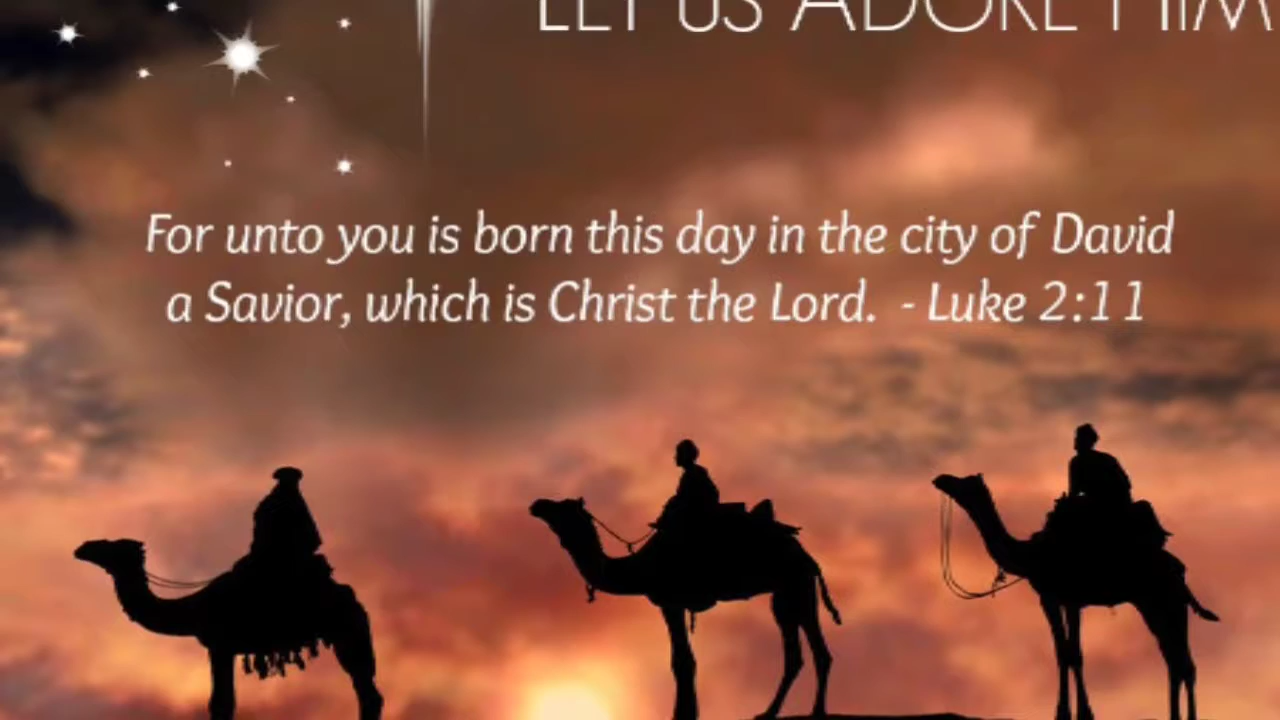 LET US ADORE HIM
For unto you is born this day in the city of David
a Savior, which is Christ the Lord. - Luke 2:11